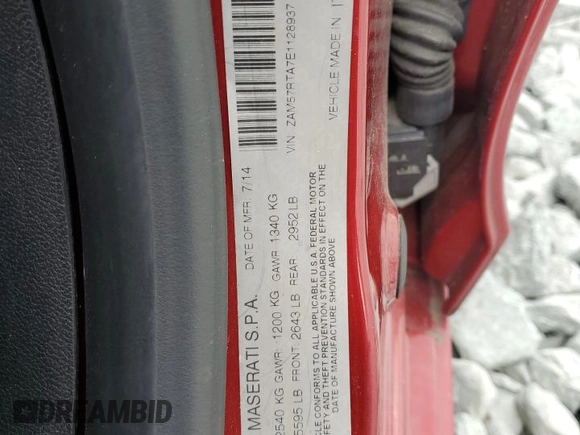 MASERATI S.P.A. DATE OF MFR. 7/14
2540 KG GAWR 1200 KG GAWR 1340 KG
5595 LB FRONT 2643 LB REAR 2952 LB
VIN ZAM57RTA7E1128937
VEHICLE CONFORMS TO ALL APPLICABLE U.S.A. FEDERAL MOTOR
SAFETY AND THEFT PREVENTION STANDARDS IN EFFECT ON THE
DATE OF MANUFACTURE SHOWN ABOVE
VEHICLE MADE IN
DREAMBID